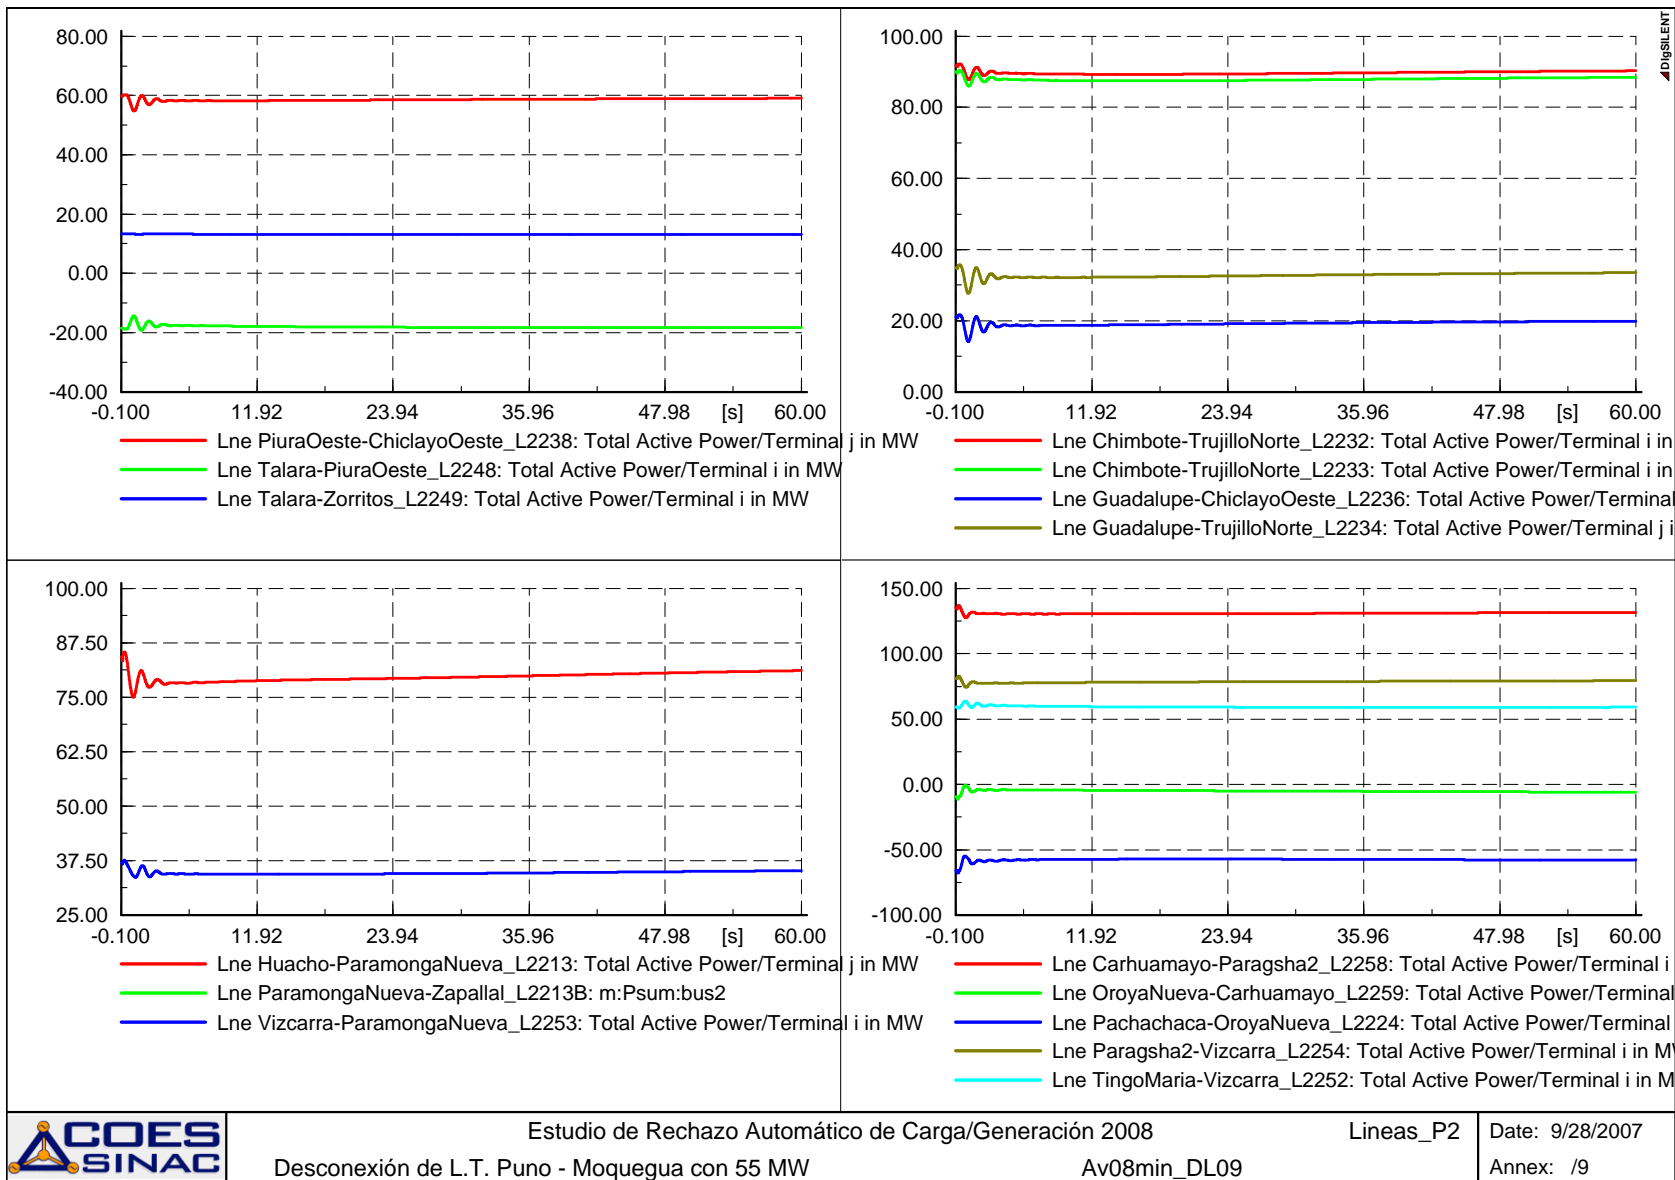 DIgSILENT
80.00
60.00
40.00
20.00
0.00
-20.00
-40.00
-0.100 11.92 23.94 35.96 47.98 [s] 60.00
Lne PiuraOeste-ChiclayoOeste_L2238: Total Active Power/Terminal j in MW
Lne Talara-PiuraOeste_L2248: Total Active Power/Terminal i in MW
Lne Talara-Zorritos_L2249: Total Active Power/Terminal i in MW
100.00
80.00
60.00
40.00
20.00
0.00
-0.100 11.92 23.94 35.96 47.98 [s] 60.00
Lne Chimbote-TrujilloNorte_L2232: Total Active Power/Terminal i in
Lne Chimbote-TrujilloNorte_L2233: Total Active Power/Terminal i in
Lne Guadalupe-ChiclayoOeste_L2236: Total Active Power/Terminal
Lne Guadalupe-TrujilloNorte_L2234: Total Active Power/Terminal j i
100.00
87.50
75.00
62.50
50.00
37.50
25.00
-0.100 11.92 23.94 35.96 47.98 [s] 60.00
Lne Huacho-ParamongaNueva_L2213: Total Active Power/Terminal j in MW
Lne ParamongaNueva-Zapallal_L2213B: m:Psum:bus2
Lne Vizcarra-ParamongaNueva_L2253: Total Active Power/Terminal i in MW
150.00
100.00
50.00
0.00
-50.00
-100.00
-0.100 11.92 23.94 35.96 47.98 [s] 60.00
Lne Carhuamayo-Paragsha2_L2258: Total Active Power/Terminal i
Lne OroyaNueva-Carhuamayo_L2259: Total Active Power/Terminal
Lne Pachachaca-OroyaNueva_L2224: Total Active Power/Terminal
Lne Paragsha2-Vizcarra_L2254: Total Active Power/Terminal i in M
Lne TingoMaria-Vizcarra_L2252: Total Active Power/Terminal i in M
COES
SINAC
Estudio de Rechazo Automático de Carga/Generación 2008
Desconexión de L.T. Puno - Moquegua con 55 MW
Lineas_P2
Av08min_DL09
Date: 9/28/2007
Annex: /9